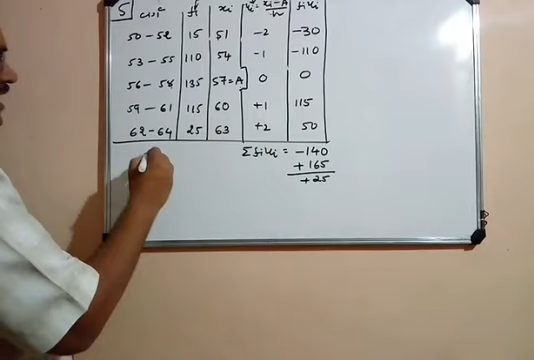 5 fi xi ui = xi-A/h fiui
50-52 15 51 -2 -30
53-55 110 54 -1 -110
56-58 135 57=A 0 0
59-61 115 60 +1 115
62-64 25 63 +2 50
Σfiui = -140
+165
+25